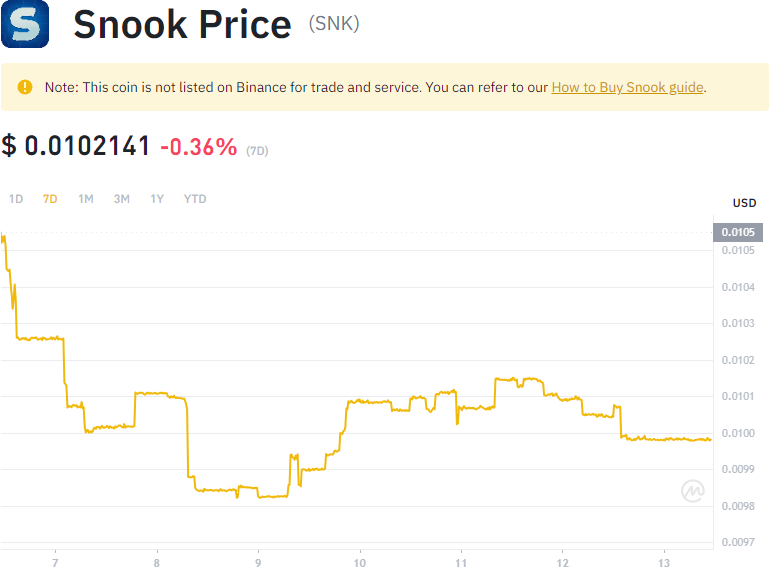 S
Snook Price (SNK)
Note: This coin is not listed on Binance for trade and service. You can refer to our How to Buy Snook guide.
$ 0.0102141 -0.36% (7D)
1D 7D 1M 3M 1Y YTD
USD
0.0105
0.0105
0.0104
0.0103
0.0102
0.0101
0.0100
0.0099
0.0098
0.0097
7 8 9 10 11 12 13